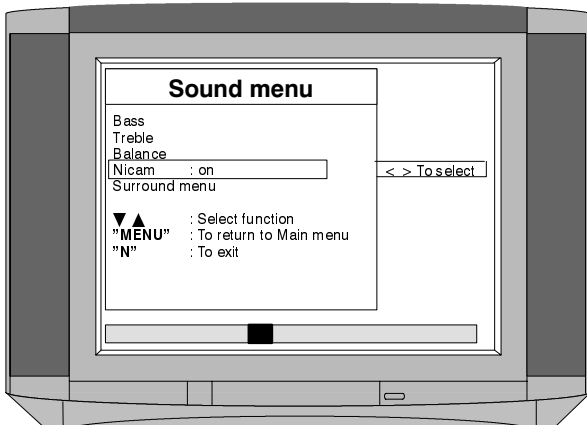 Sound menu
Bass
Treble
Balance
Nicam : on
< > To select
Surround menu
▼ ▲ : Select function
”MENU” : To return to Main menu
”N” : To exit